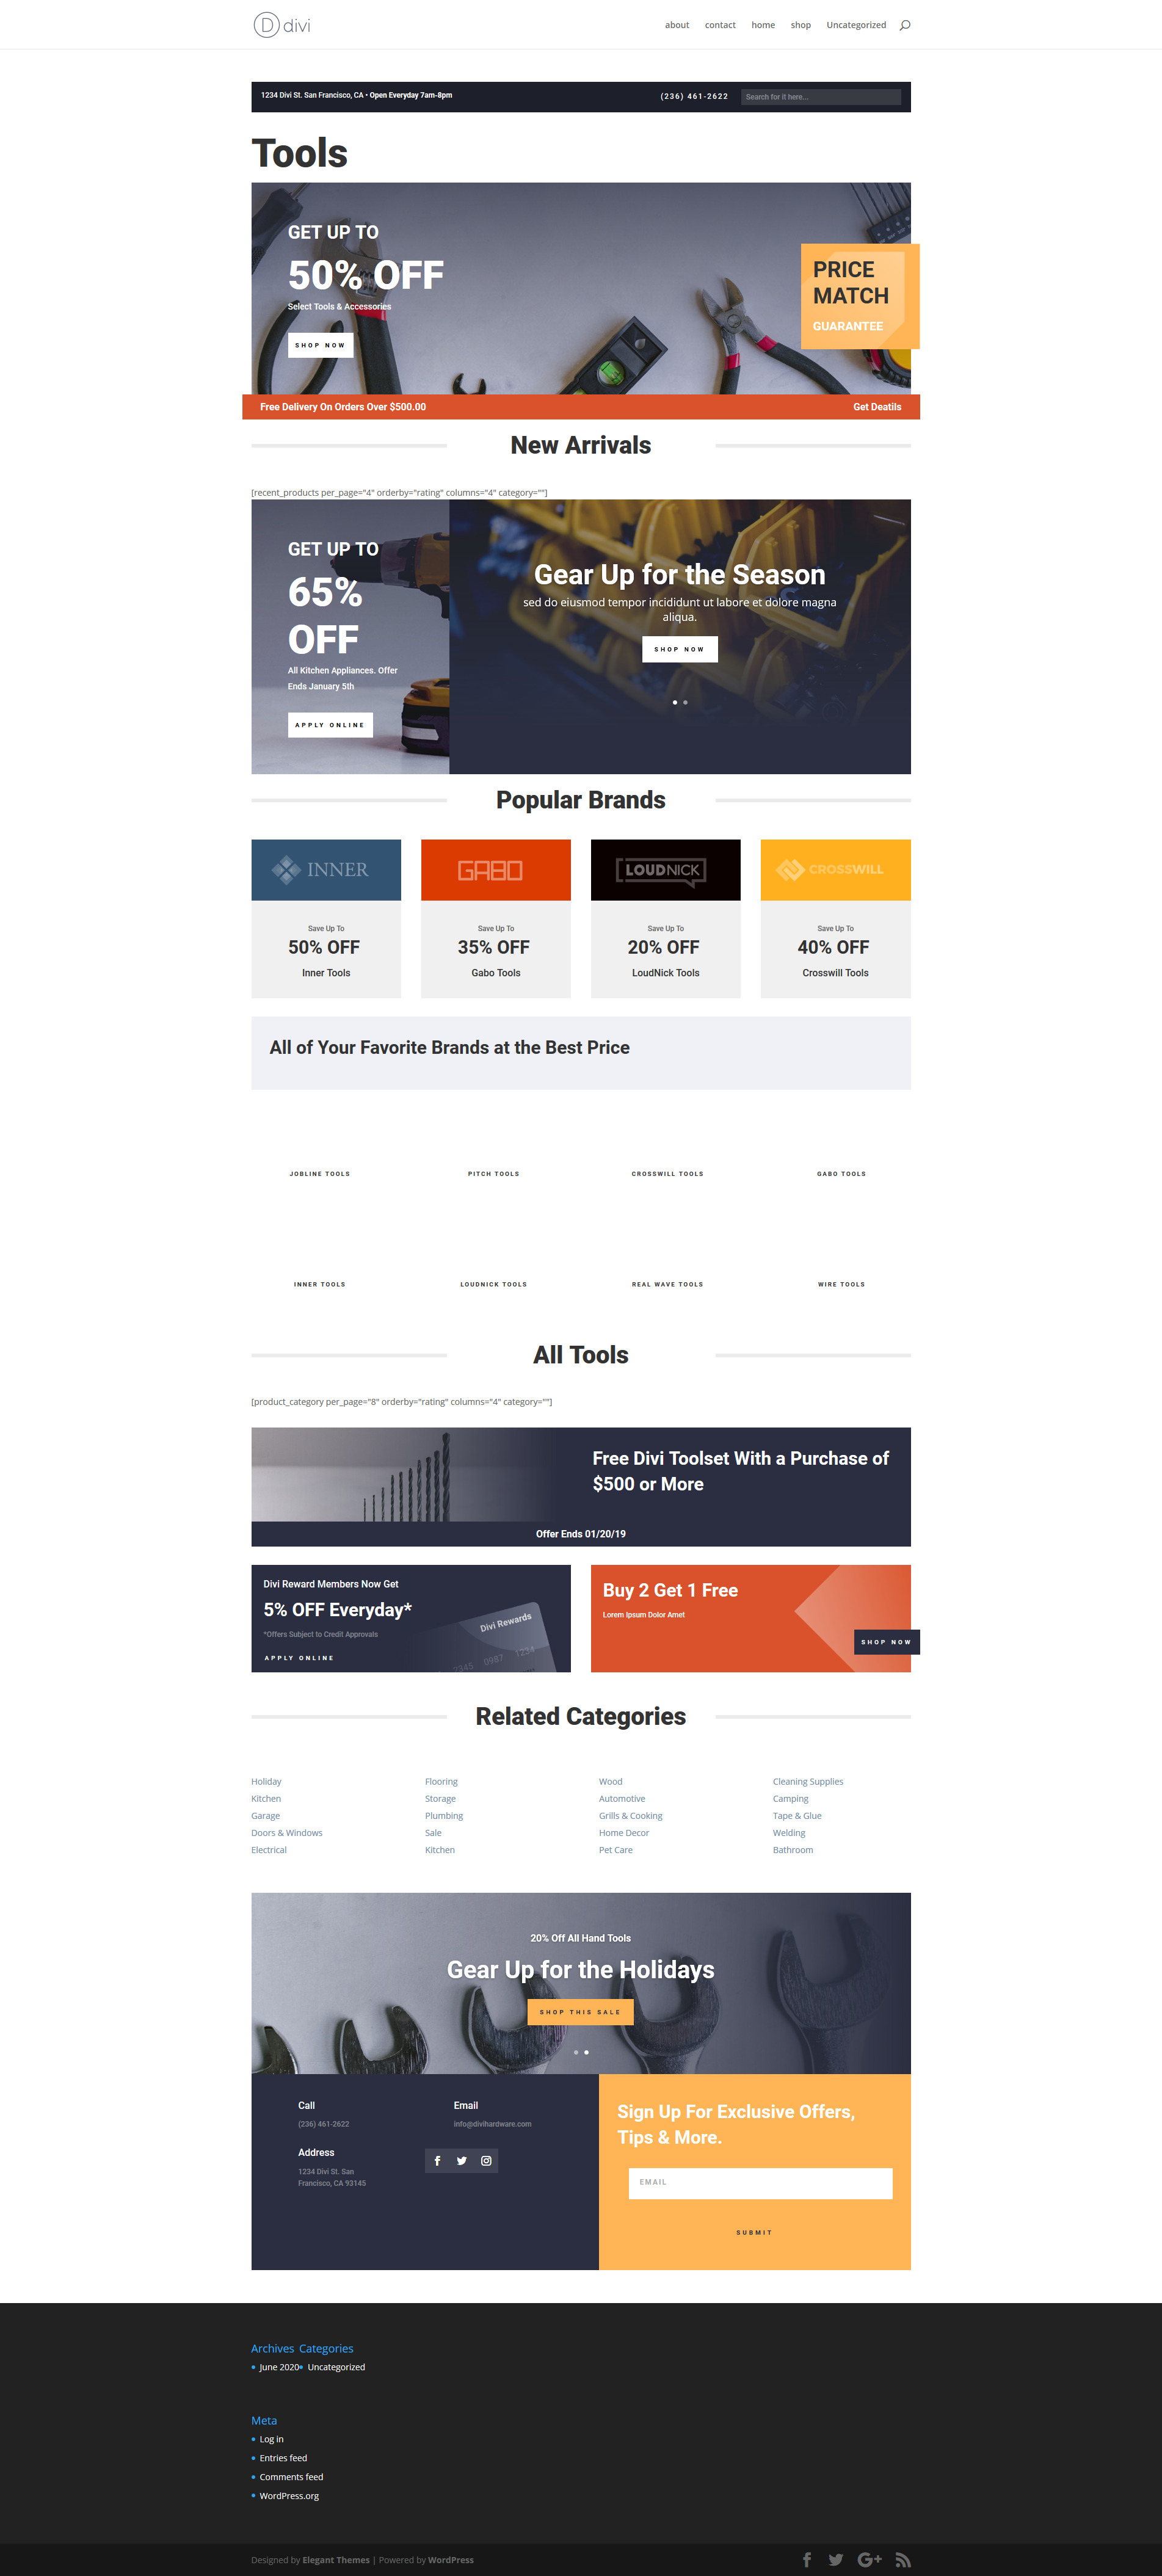 divi
about contact home shop Uncategorized
1234 Divi St. San Francisco, CA • Open Everyday 7am-8pm
(236) 461-2622
Search for it here...
Tools
GET UP TO
50% OFF
Select Tools & Accessories
SHOP NOW
PRICE
MATCH
GUARANTEE
Free Delivery On Orders Over $500.00
Get Deatils
New Arrivals
[recent_products per_page="4" orderby="rating" columns="4" category=""]
GET UP TO
65%
OFF
All Kitchen Appliances. Offer
Ends January 5th
APPLY ONLINE
Gear Up for the Season
sed do eiusmod tempor incididunt ut labore et dolore magna
aliqua.
SHOP NOW
Popular Brands
INNER
GABO
LOUDNICK
CROSSWILL
Save Up To
50% OFF
Inner Tools
Save Up To
35% OFF
Gabo Tools
Save Up To
20% OFF
LoudNick Tools
Save Up To
40% OFF
Crosswill Tools
All of Your Favorite Brands at the Best Price
JOBLINE TOOLS
PITCH TOOLS
CROSSWILL TOOLS
GABO TOOLS
INNER TOOLS
LOUDNICK TOOLS
REAL WAVE TOOLS
WIRE TOOLS
All Tools
[product_category per_page="8" orderby="rating" columns="4" category=""]
Free Divi Toolset With a Purchase of
$500 or More
Offer Ends 01/20/19
Divi Reward Members Now Get
5% OFF Everyday*
*Offers Subject to Credit Approvals
APPLY ONLINE
Divi Rewards
2345 0987 1234
Buy 2 Get 1 Free
Lorem Ipsum Dolor Amet
SHOP NOW
Related Categories
Holiday
Kitchen
Garage
Doors & Windows
Electrical
Flooring
Storage
Plumbing
Sale
Kitchen
Wood
Automotive
Grills & Cooking
Home Decor
Pet Care
Cleaning Supplies
Camping
Tape & Glue
Welding
Bathroom
20% Off All Hand Tools
Gear Up for the Holidays
SHOP THIS SALE
Call
(236) 461-2622
Email
info@divihardware.com
Address
1234 Divi St. San
Francisco, CA 93145
Sign Up For Exclusive Offers,
Tips & More.
EMAIL
SUBMIT
Archives
June 2020
Categories
Uncategorized
Meta
Log in
Entries feed
Comments feed
WordPress.org
Designed by Elegant Themes | Powered by WordPress